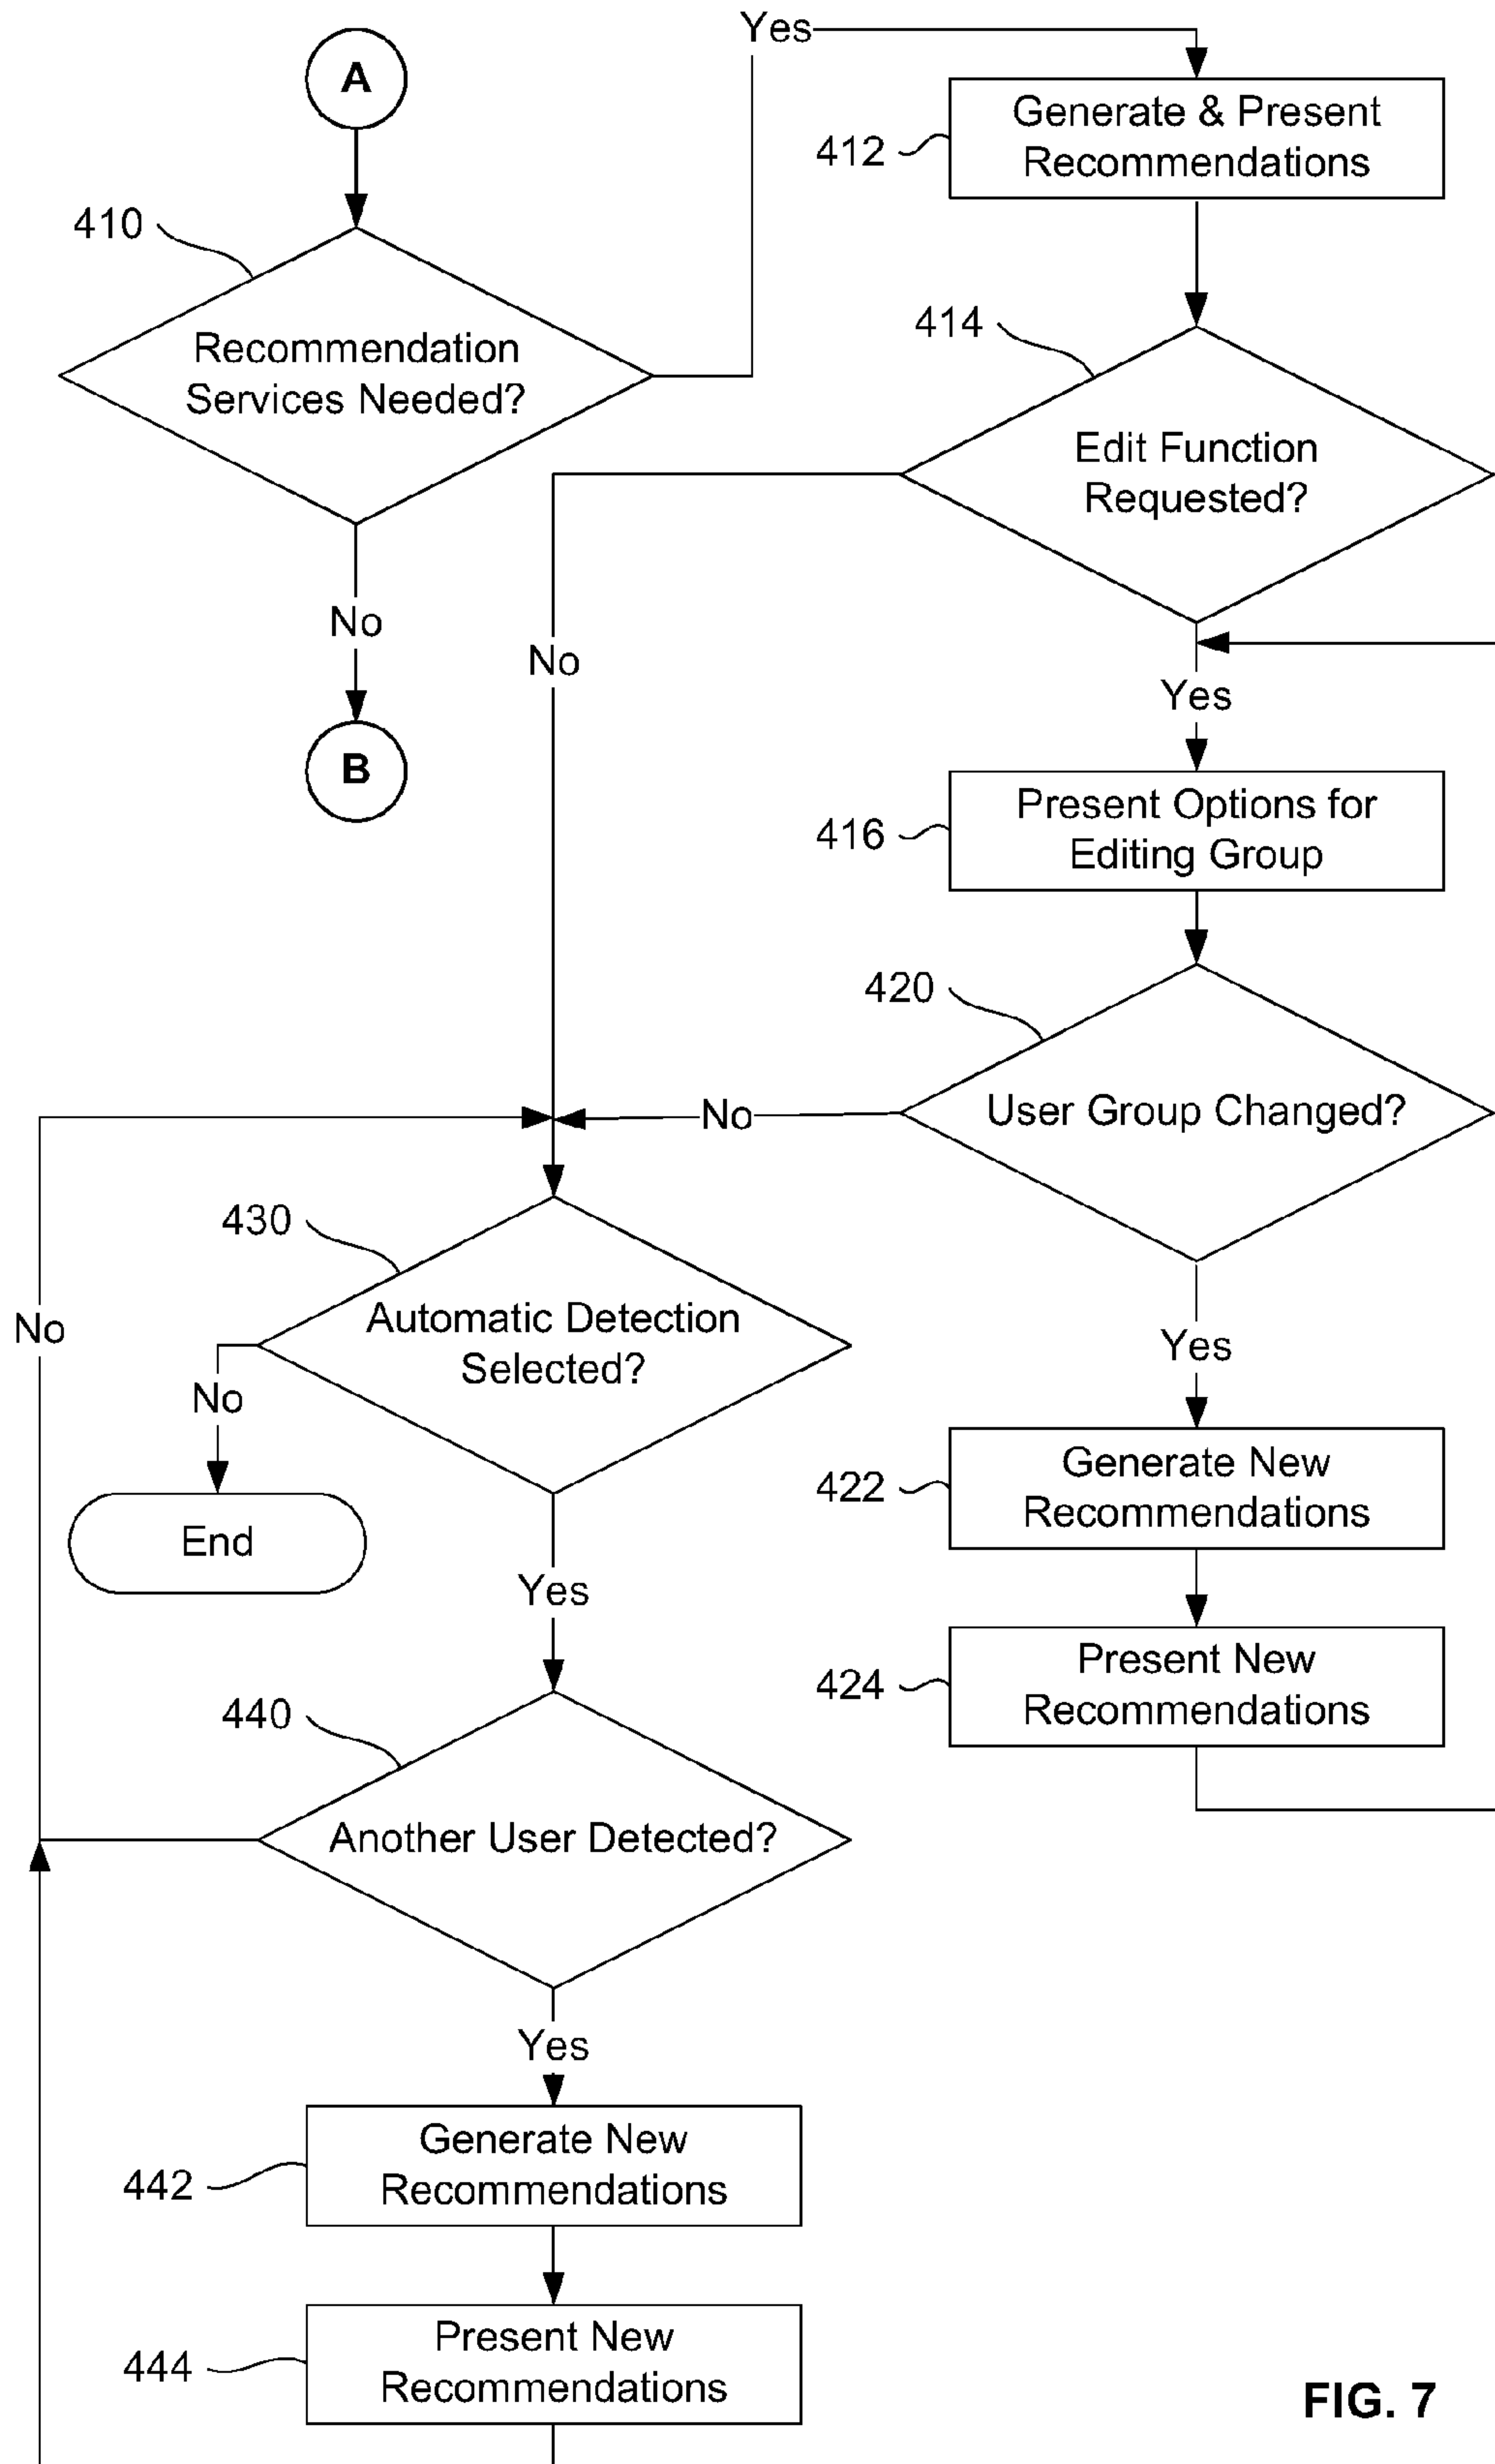 A
410
Recommendation
Services Needed?
No
B
Yes
412
Generate & Present
Recommendations
414
Edit Function
Requested?
No
Yes
416
Present Options for
Editing Group
420
User Group Changed?
No
Yes
422
Generate New
Recommendations
424
Present New
Recommendations
430
Automatic Detection
Selected?
No
End
Yes
No
440
Another User Detected?
Yes
442
Generate New
Recommendations
444
Present New
Recommendations
FIG. 7